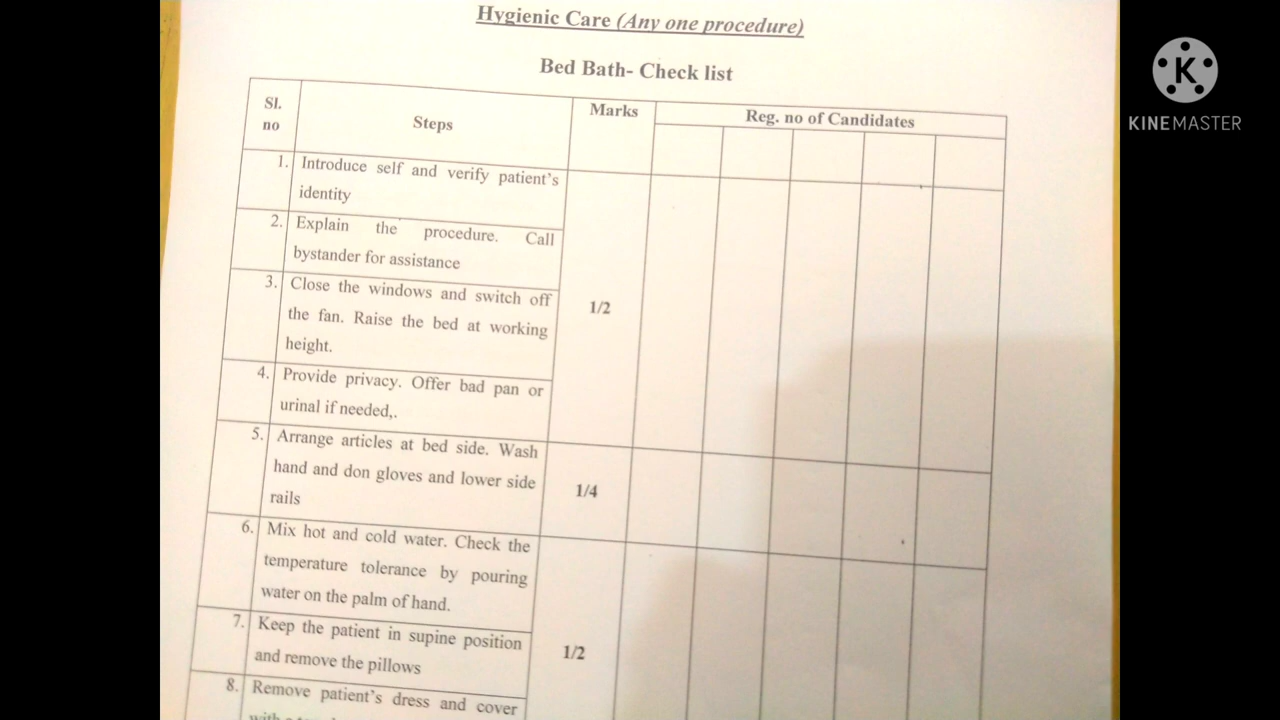 Hygienic Care (Any one procedure)
Bed Bath- Check list
Sl. no
Steps
Marks
Reg. no of Candidates
1. Introduce self and verify patient's
identity
2. Explain the procedure. Call
bystander for assistance
3. Close the windows and switch off
the fan. Raise the bed at working
height.
4. Provide privacy. Offer bad pan or
urinal if needed,.
1/2
5. Arrange articles at bed side. Wash
hand and don gloves and lower side
rails
1/4
6. Mix hot and cold water. Check the
temperature tolerance by pouring
water on the palm of hand.
7. Keep the patient in supine position
and remove the pillows
1/2
8. Remove patient's dress and cover
K
KINEMASTER